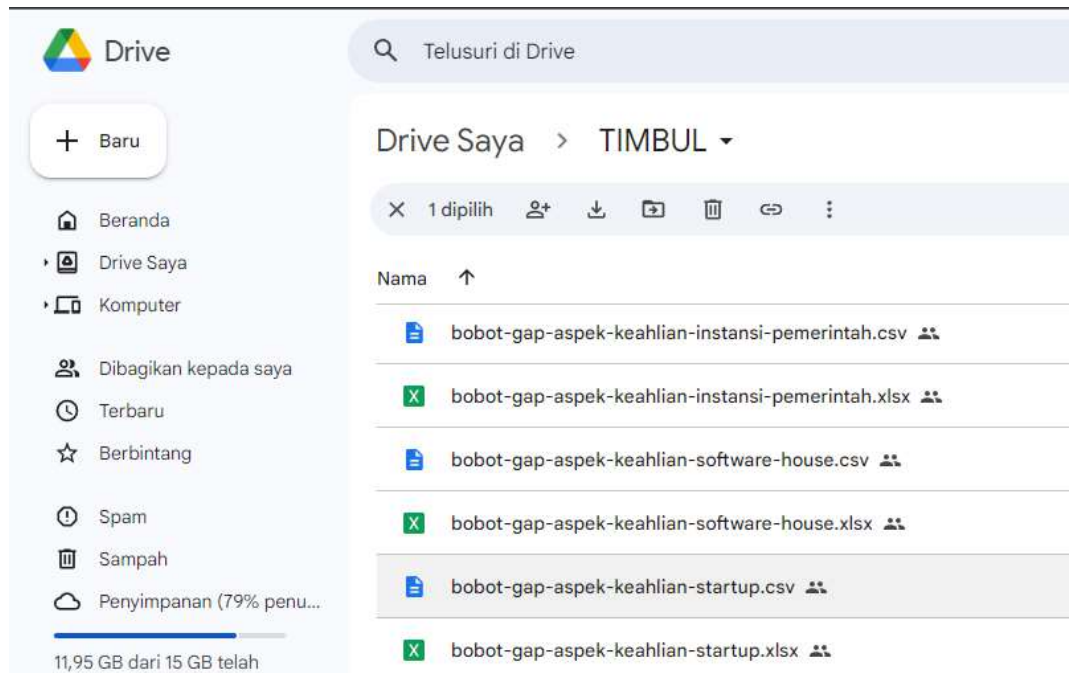 Drive
Telusuri di Drive
Baru
Drive Saya > TIMBUL
1 dipilih
Beranda
Drive Saya
Komputer
Dibagikan kepada saya
Terbaru
Berbintang
Spam
Sampah
Penyimpanan (79% penu...
11,95 GB dari 15 GB telah
Nama
bobot-gap-aspek-keahlian-instansi-pemerintah.csv
bobot-gap-aspek-keahlian-instansi-pemerintah.xlsx
bobot-gap-aspek-keahlian-software-house.csv
bobot-gap-aspek-keahlian-software-house.xlsx
bobot-gap-aspek-keahlian-startup.csv
bobot-gap-aspek-keahlian-startup.xlsx